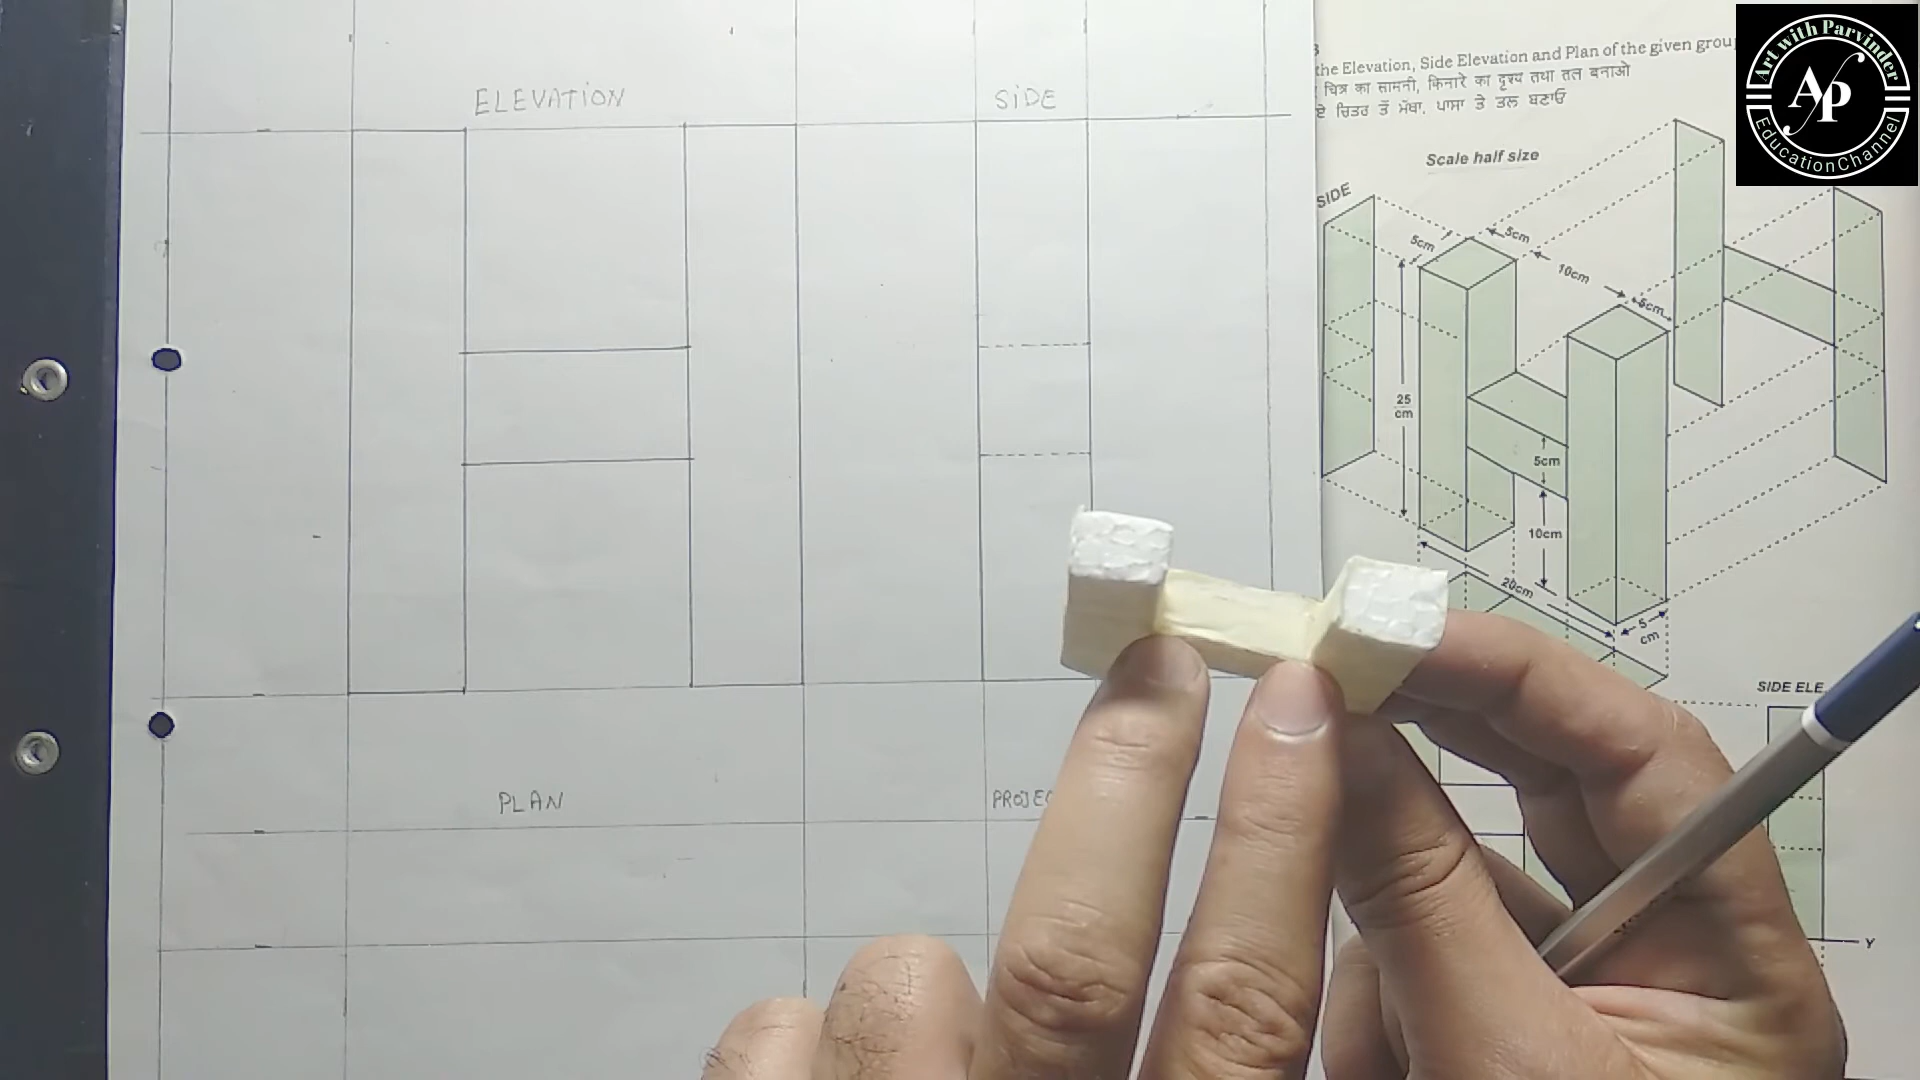 ELEVATION
SIDE
PLAN
PROJEC
the Elevation, Side Elevation and Plan of the given grou
चित्र का सामनी, किनारे का दृश्य तथा तल बनाओ
ਏ ਚਿਤਰ ਤੋਂ ਮੱਥਾ, ਪਾਸਾ ਤੇ ਤਲ ਬਣਾਓ
Scale half size
SIDE
5cm
5cm
10cm
5cm
25
cm
5cm
10cm
20cm
5
cm
SIDE ELE.
Y
Art with Parvinder
AP
Education Channel